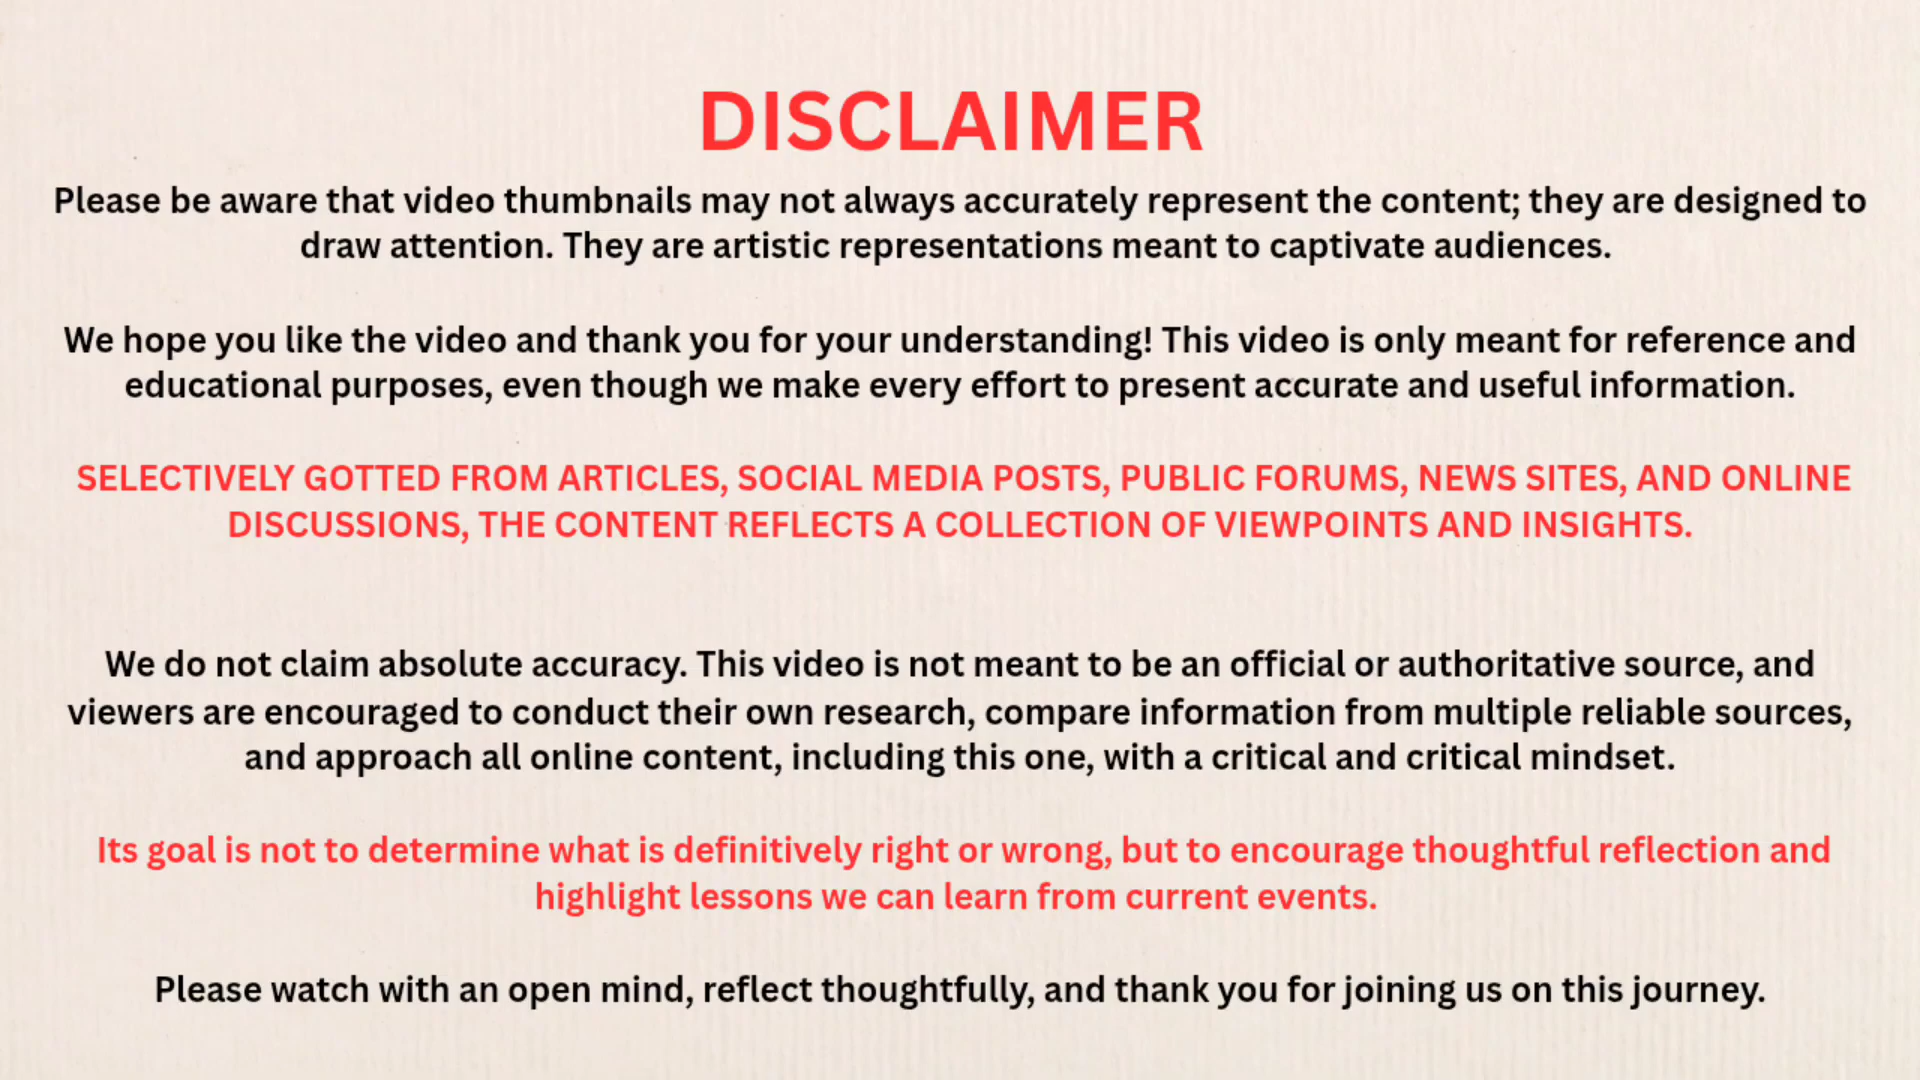 DISCLAIMER
Please be aware that video thumbnails may not always accurately represent the content; they are designed to
draw attention. They are artistic representations meant to captivate audiences.
We hope you like the video and thank you for your understanding! This video is only meant for reference and
educational purposes, even though we make every effort to present accurate and useful information.
SELECTIVELY GOTTED FROM ARTICLES, SOCIAL MEDIA POSTS, PUBLIC FORUMS, NEWS SITES, AND ONLINE
DISCUSSIONS, THE CONTENT REFLECTS A COLLECTION OF VIEWPOINTS AND INSIGHTS.
We do not claim absolute accuracy. This video is not meant to be an official or authoritative source, and
viewers are encouraged to conduct their own research, compare information from multiple reliable sources,
and approach all online content, including this one, with a critical and critical mindset.
Its goal is not to determine what is definitively right or wrong, but to encourage thoughtful reflection and
highlight lessons we can learn from current events.
Please watch with an open mind, reflect thoughtfully, and thank you for joining us on this journey.